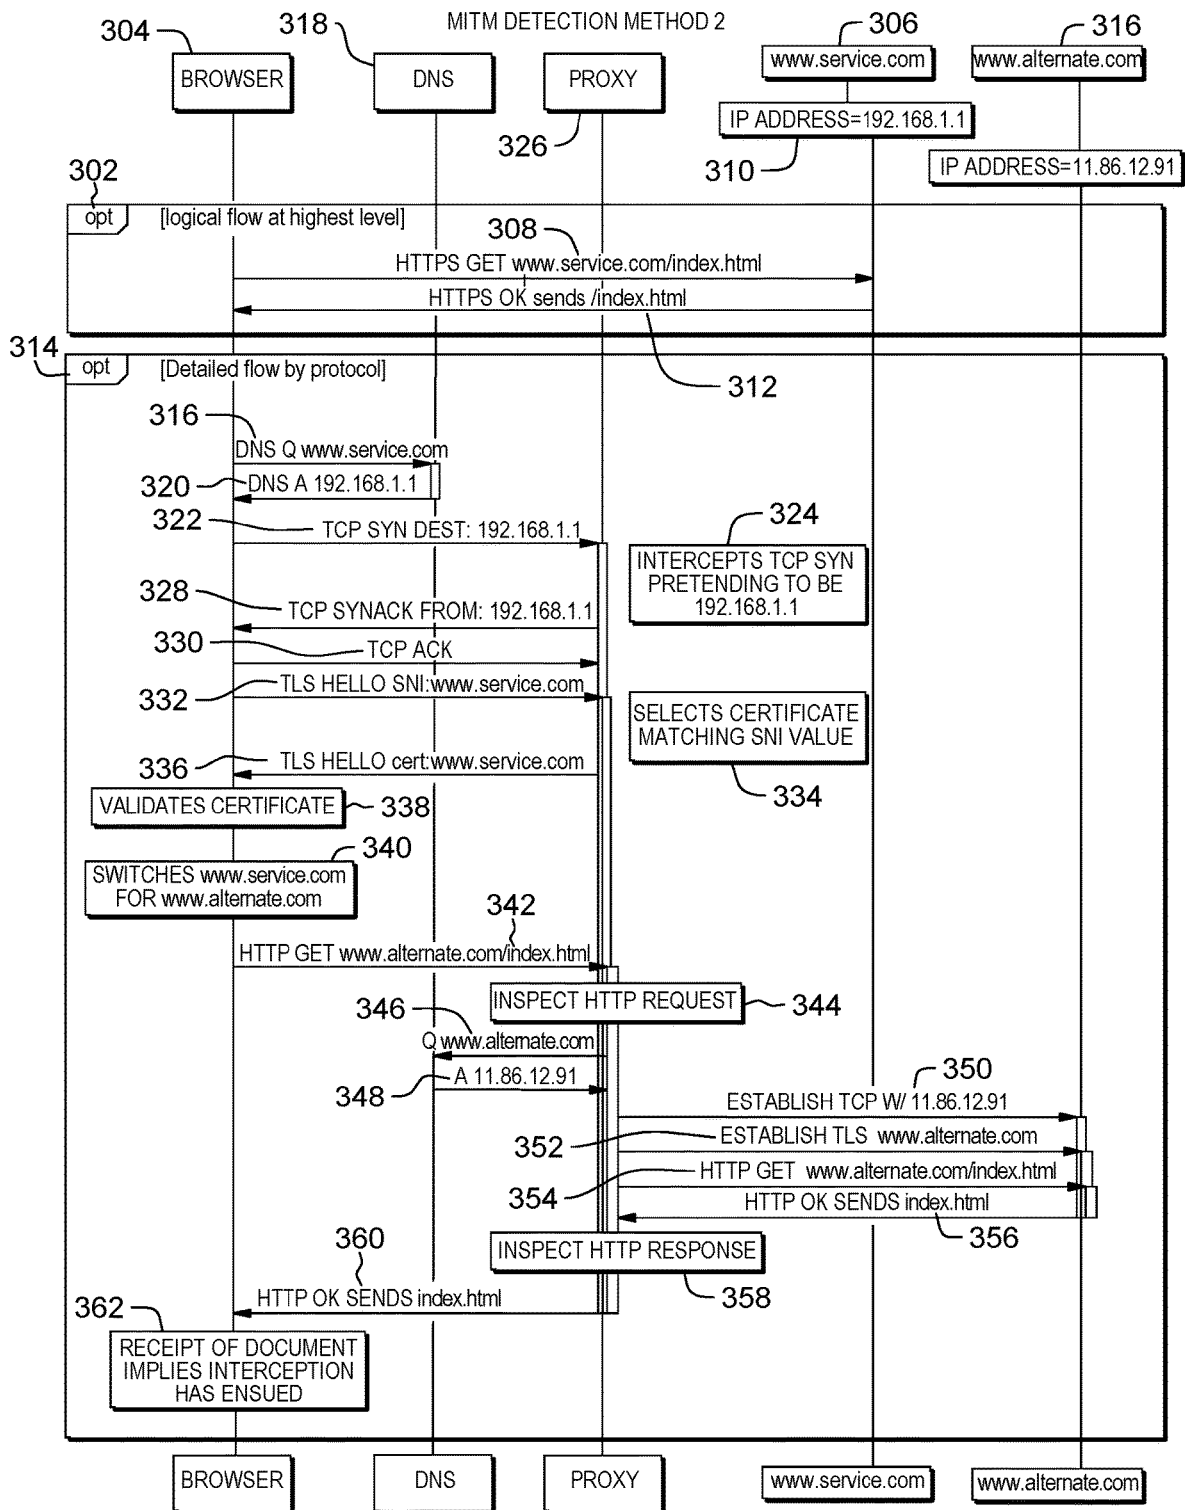 MITM DETECTION METHOD 2
304
318
306
316
BROWSER
DNS
PROXY
www.service.com
www.alternate.com
326
IP ADDRESS=192.168.1.1
310
IP ADDRESS=11.86.12.91
302
opt
[logical flow at highest level]
308
HTTPS GET www.service.com/index.html
HTTPS OK sends /index.html
312
314
opt
[Detailed flow by protocol]
316
DNS Q www.service.com
320
DNS A 192.168.1.1
322
TCP SYN DEST: 192.168.1.1
324
INTERCEPTS TCP SYN
PRETENDING TO BE
192.168.1.1
328
TCP SYNACK FROM: 192.168.1.1
330
TCP ACK
332
TLS HELLO SNI:www.service.com
SELECTS CERTIFICATE
MATCHING SNI VALUE
334
336
TLS HELLO cert:www.service.com
VALIDATES CERTIFICATE
338
340
SWITCHES www.service.com
FOR www.alternate.com
342
HTTP GET www.alternate.com/index.html
INSPECT HTTP REQUEST
344
346
Q www.alternate.com
348
A 11.86.12.91
350
ESTABLISH TCP W/ 11.86.12.91
352
ESTABLISH TLS www.alternate.com
354
HTTP GET www.alternate.com/index.html
HTTP OK SENDS index.html
356
INSPECT HTTP RESPONSE
358
360
HTTP OK SENDS index.html
362
RECEIPT OF DOCUMENT
IMPLIES INTERCEPTION
HAS ENSUED
BROWSER
DNS
PROXY
www.service.com
www.alternate.com